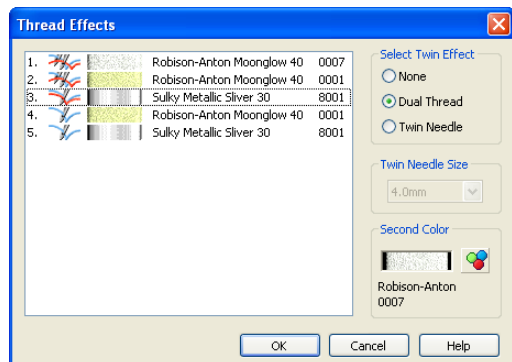 Thread Effects
1. Robison-Anton Moonglow 40 0007
2. Robison-Anton Moonglow 40 0001
3. Sulky Metallic Sliver 30 8001
4. Robison-Anton Moonglow 40 0001
5. Sulky Metallic Sliver 30 8001
Select Twin Effect
None
Dual Thread
Twin Needle
Twin Needle Size
4.0mm
Second Color
Robison-Anton
0007
OK Cancel Help